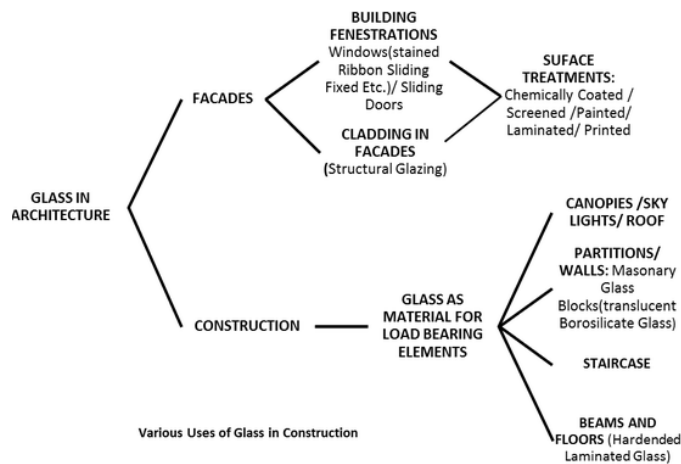 BUILDING
FENESTRATIONS
Windows(stained
Ribbon Sliding
Fixed Etc.)/ Sliding
Doors
SUFACE
TREATMENTS:
Chemically Coated /
Screened /Painted/
Laminated/ Printed
FACADES
CLADDING IN
FACADES
(Structural Glazing)
GLASS IN
ARCHITECTURE
CANOPIES /SKY
LIGHTS/ ROOF
PARTITIONS/
WALLS: Masonary
Glass
Blocks(translucent
Borosilicate Glass)
CONSTRUCTION
GLASS AS
MATERIAL FOR
LOAD BEARING
ELEMENTS
STAIRCASE
BEAMS AND
FLOORS (Hardended
Laminated Glass)
Various Uses of Glass in Construction